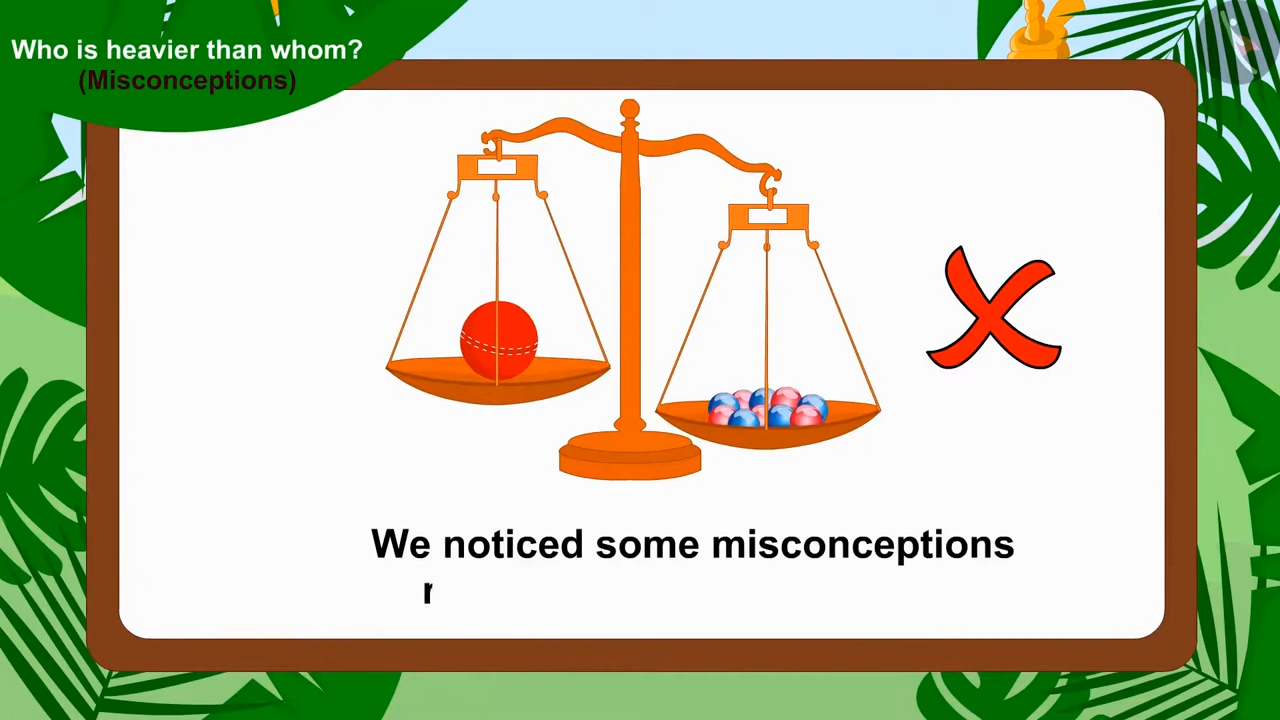 Who is heavier than whom?
(Misconceptions)
We noticed some misconceptions